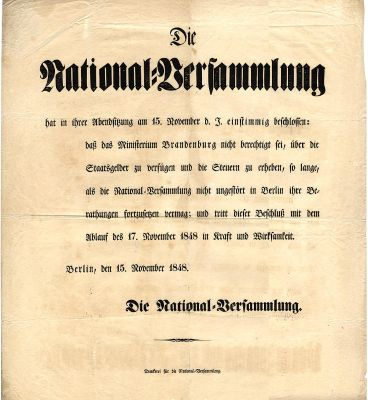 Die
National-Versammlung
hat in ihrer Abendsitzung am 15. November d. J. einstimmig beschlossen:
daß das Ministerium Brandenburg nicht berechtigt sei, über die
Staatsgelder zu verfügen und die Steuern zu erheben, so lange,
als die National-Versammlung nicht ungestört in Berlin ihre Be-
rathungen fortzusetzen vermag; und tritt dieser Beschluß mit dem
Ablauf des 17. November 1848 in Kraft und Wirksamkeit.
Berlin, den 15. November 1848.
Die National-Versammlung.
Druckerei für die National-Versammlung.